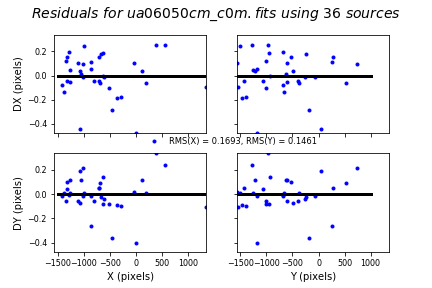 Residuals for ua06050cm_c0m.fits using 36 sources
DX (pixels)
0.2
0.0
−0.2
−0.4
RMS(X) = 0.1693, RMS(Y) = 0.1461
DY (pixels)
0.2
0.0
−0.2
−0.4
−1500 −1000 −500 0 500 1000
−1500 −1000 −500 0 500 1000
X (pixels)
Y (pixels)